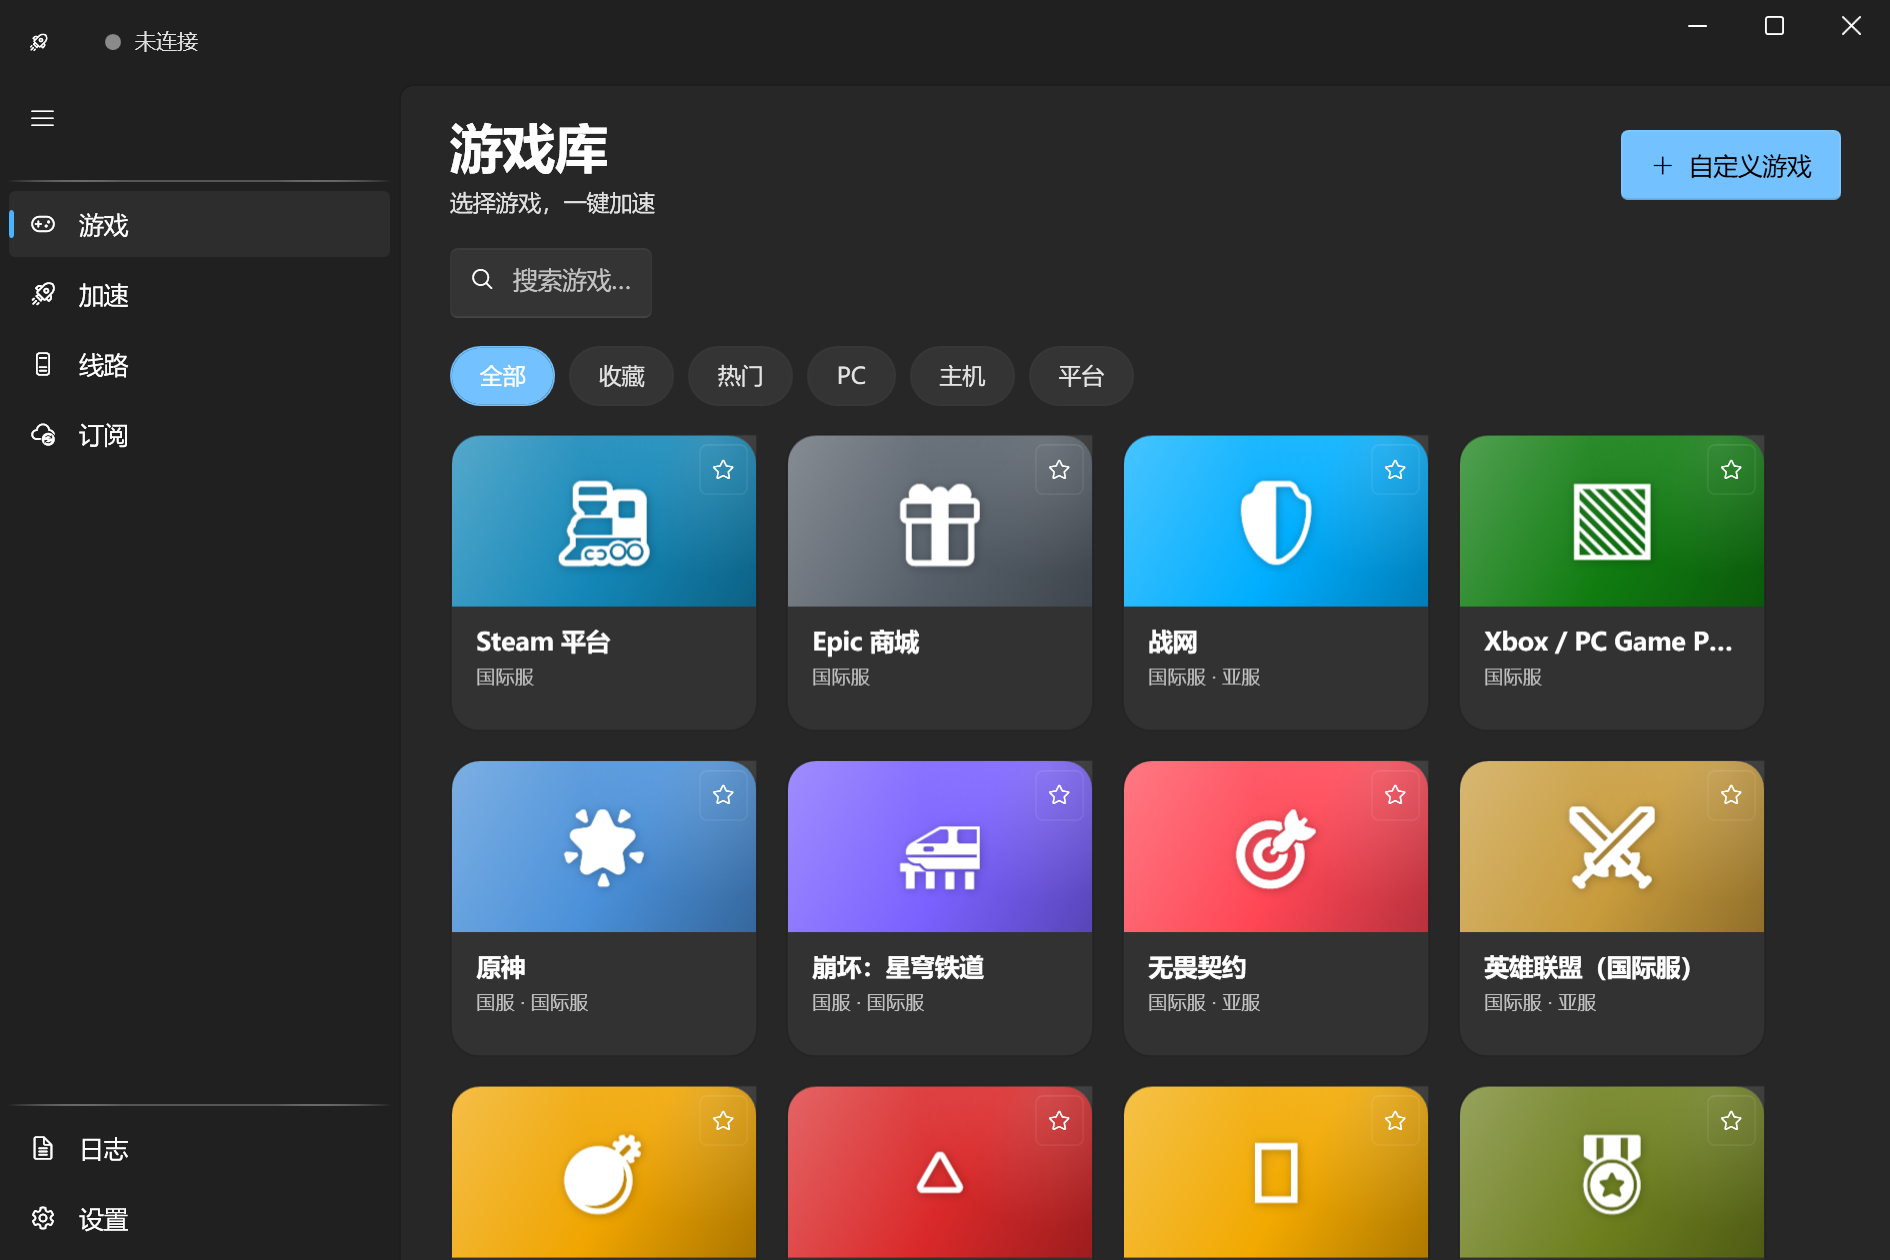 未连接
游戏
加速
线路
订阅
日志
设置
游戏库
选择游戏，一键加速
自定义游戏
搜索游戏...
全部
收藏
热门
PC
主机
平台
Steam 平台
国际服
Epic 商城
国际服
战网
国际服 · 亚服
Xbox / PC Game P...
国际服
原神
国服 · 国际服
崩坏：星穹铁道
国服 · 国际服
无畏契约
国际服 · 亚服
英雄联盟（国际服）
国际服 · 亚服